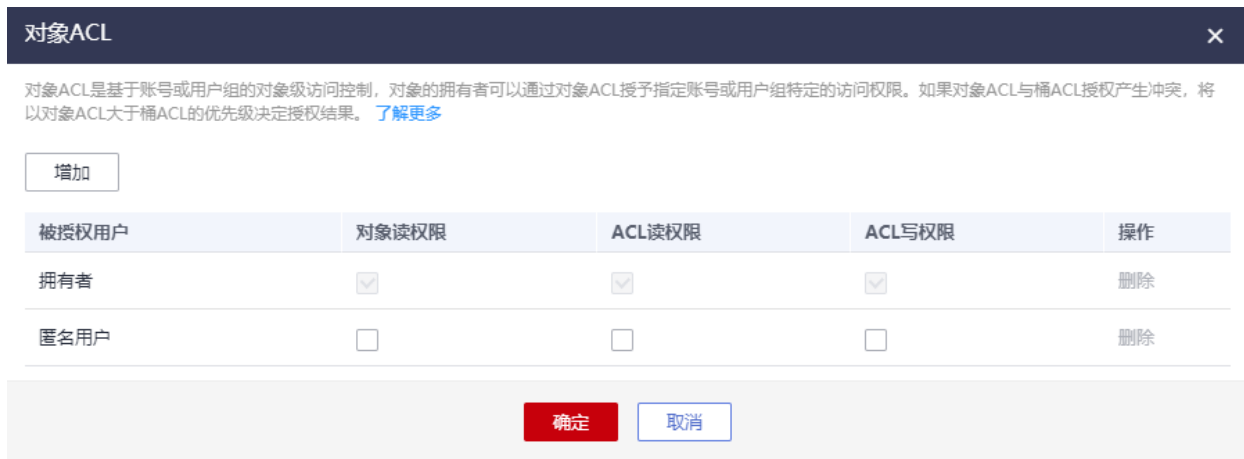 对象ACL
对象ACL是基于账号或用户组的对象级访问控制，对象的拥有者可以通过对象ACL授予指定账号或用户组特定的访问权限。如果对象ACL与桶ACL授权产生冲突，将
以对象ACL大于桶ACL的优先级决定授权结果。 了解更多
增加
被授权用户 对象读权限 ACL读权限 ACL写权限 操作
拥有者 删除
匿名用户 删除
确定 取消